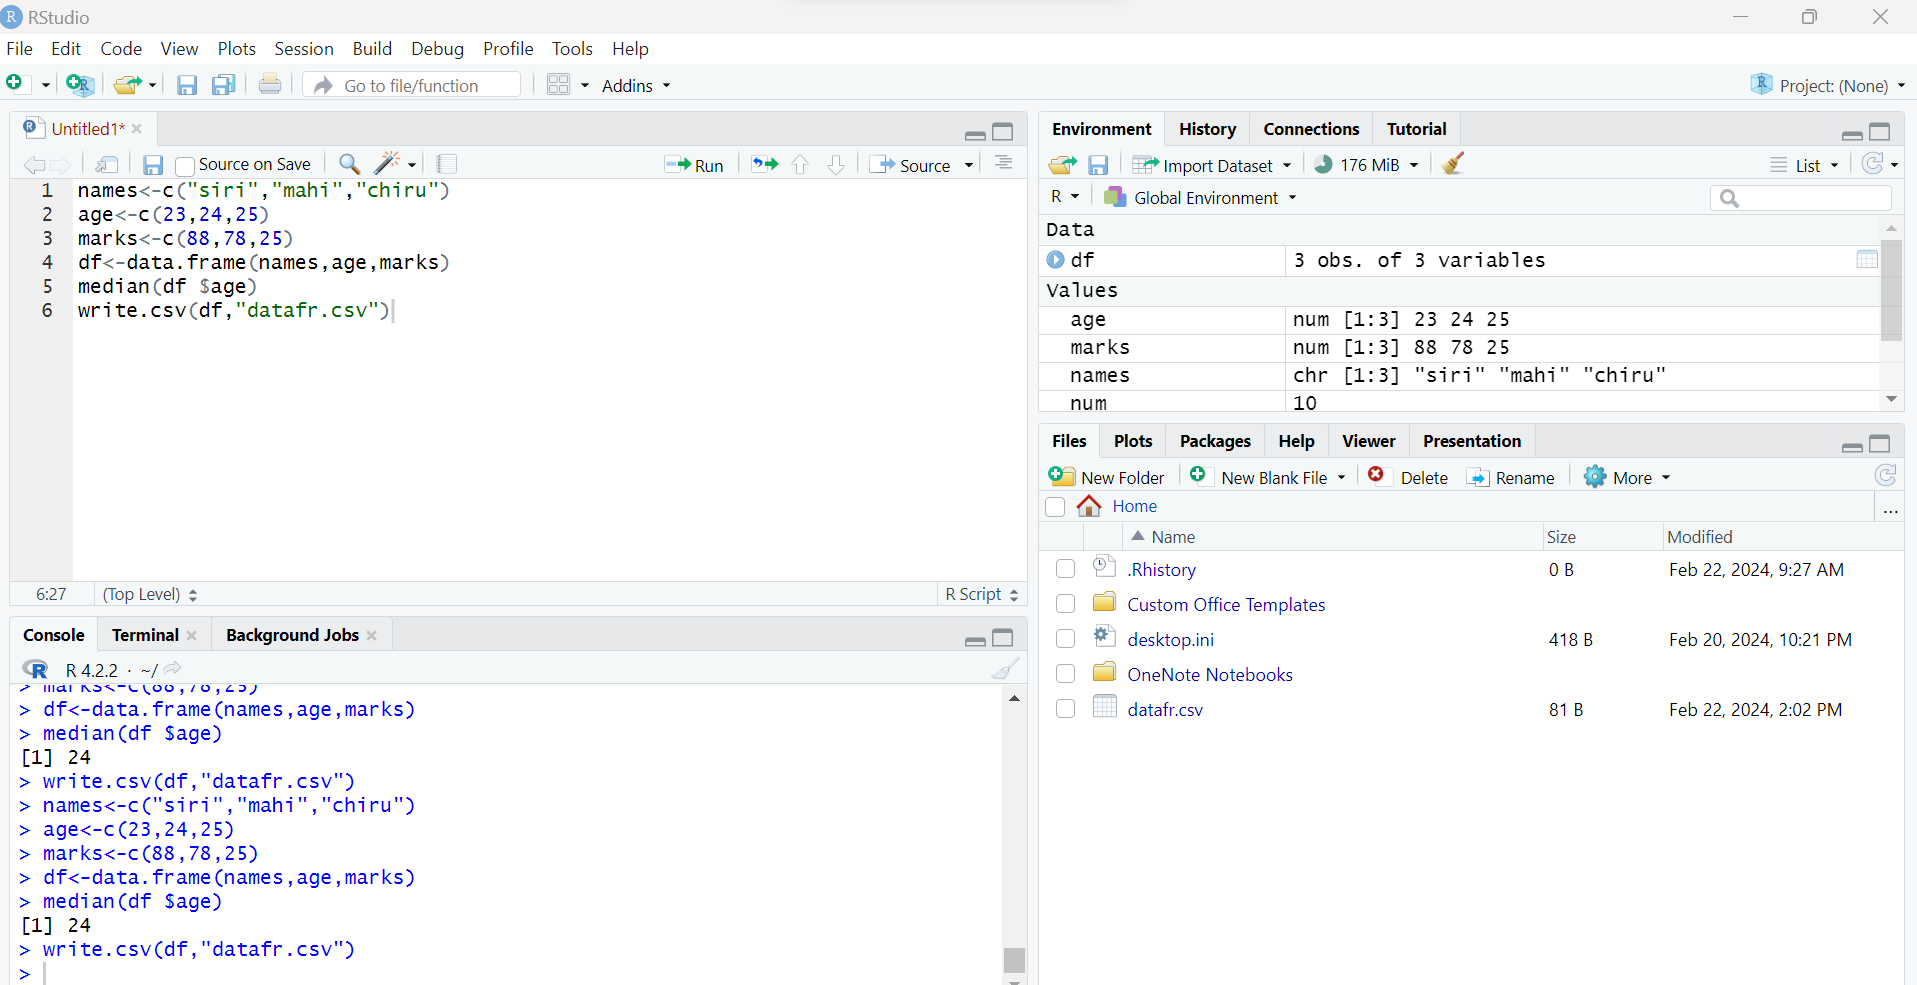 RStudio
File Edit Code View Plots Session Build Debug Profile Tools Help
Go to file/function Addins Project: (None)
Untitled1*
Source on Save Run Source
1 names<-c("siri","mahi","chiru")
2 age<-c(23,24,25)
3 marks<-c(88,78,25)
4 df<-data.frame(names,age,marks)
5 median(df $age)
6 write.csv(df,"datafr.csv")
6:27 (Top Level) R Script
Console Terminal Background Jobs
R 4.2.2 · ~/
> marks<-c(88,78,25)
> df<-data.frame(names,age,marks)
> median(df $age)
[1] 24
> write.csv(df,"datafr.csv")
> names<-c("siri","mahi","chiru")
> age<-c(23,24,25)
> marks<-c(88,78,25)
> df<-data.frame(names,age,marks)
> median(df $age)
[1] 24
> write.csv(df,"datafr.csv")
>
Environment History Connections Tutorial
Import Dataset 176 MiB List
R Global Environment
Data
df 3 obs. of 3 variables
Values
age num [1:3] 23 24 25
marks num [1:3] 88 78 25
names chr [1:3] "siri" "mahi" "chiru"
num 10
Files Plots Packages Help Viewer Presentation
New Folder New Blank File Delete Rename More
Home ...
Name Size Modified
.Rhistory 0 B Feb 22, 2024, 9:27 AM
Custom Office Templates
desktop.ini 418 B Feb 20, 2024, 10:21 PM
OneNote Notebooks
datafr.csv 81 B Feb 22, 2024, 2:02 PM